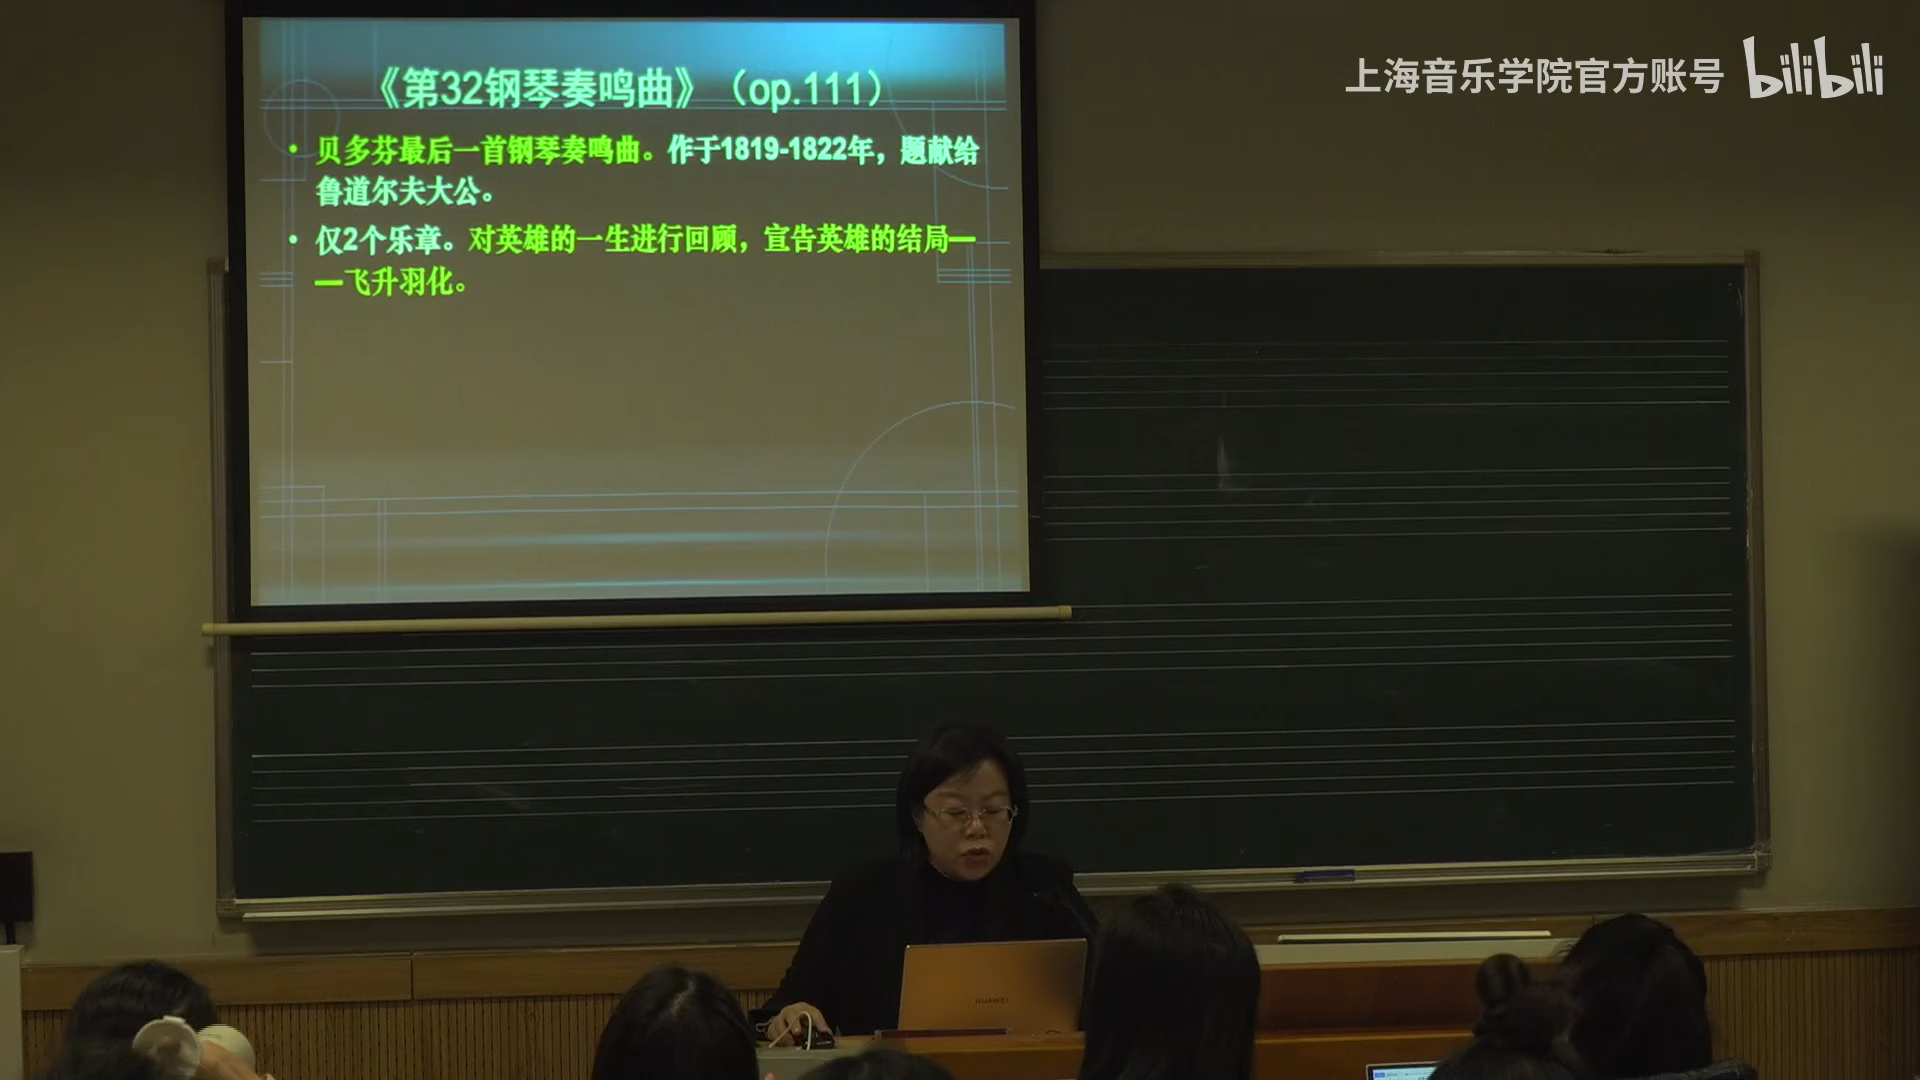 上海音乐学院官方账号 bilibili
《第32钢琴奏鸣曲》（op.111）
• 贝多芬最后一首钢琴奏鸣曲。作于1819-1822年，题献给
鲁道尔夫大公。
• 仅2个乐章。对英雄的一生进行回顾，宣告英雄的结局—
—飞升羽化。
HUAWEI